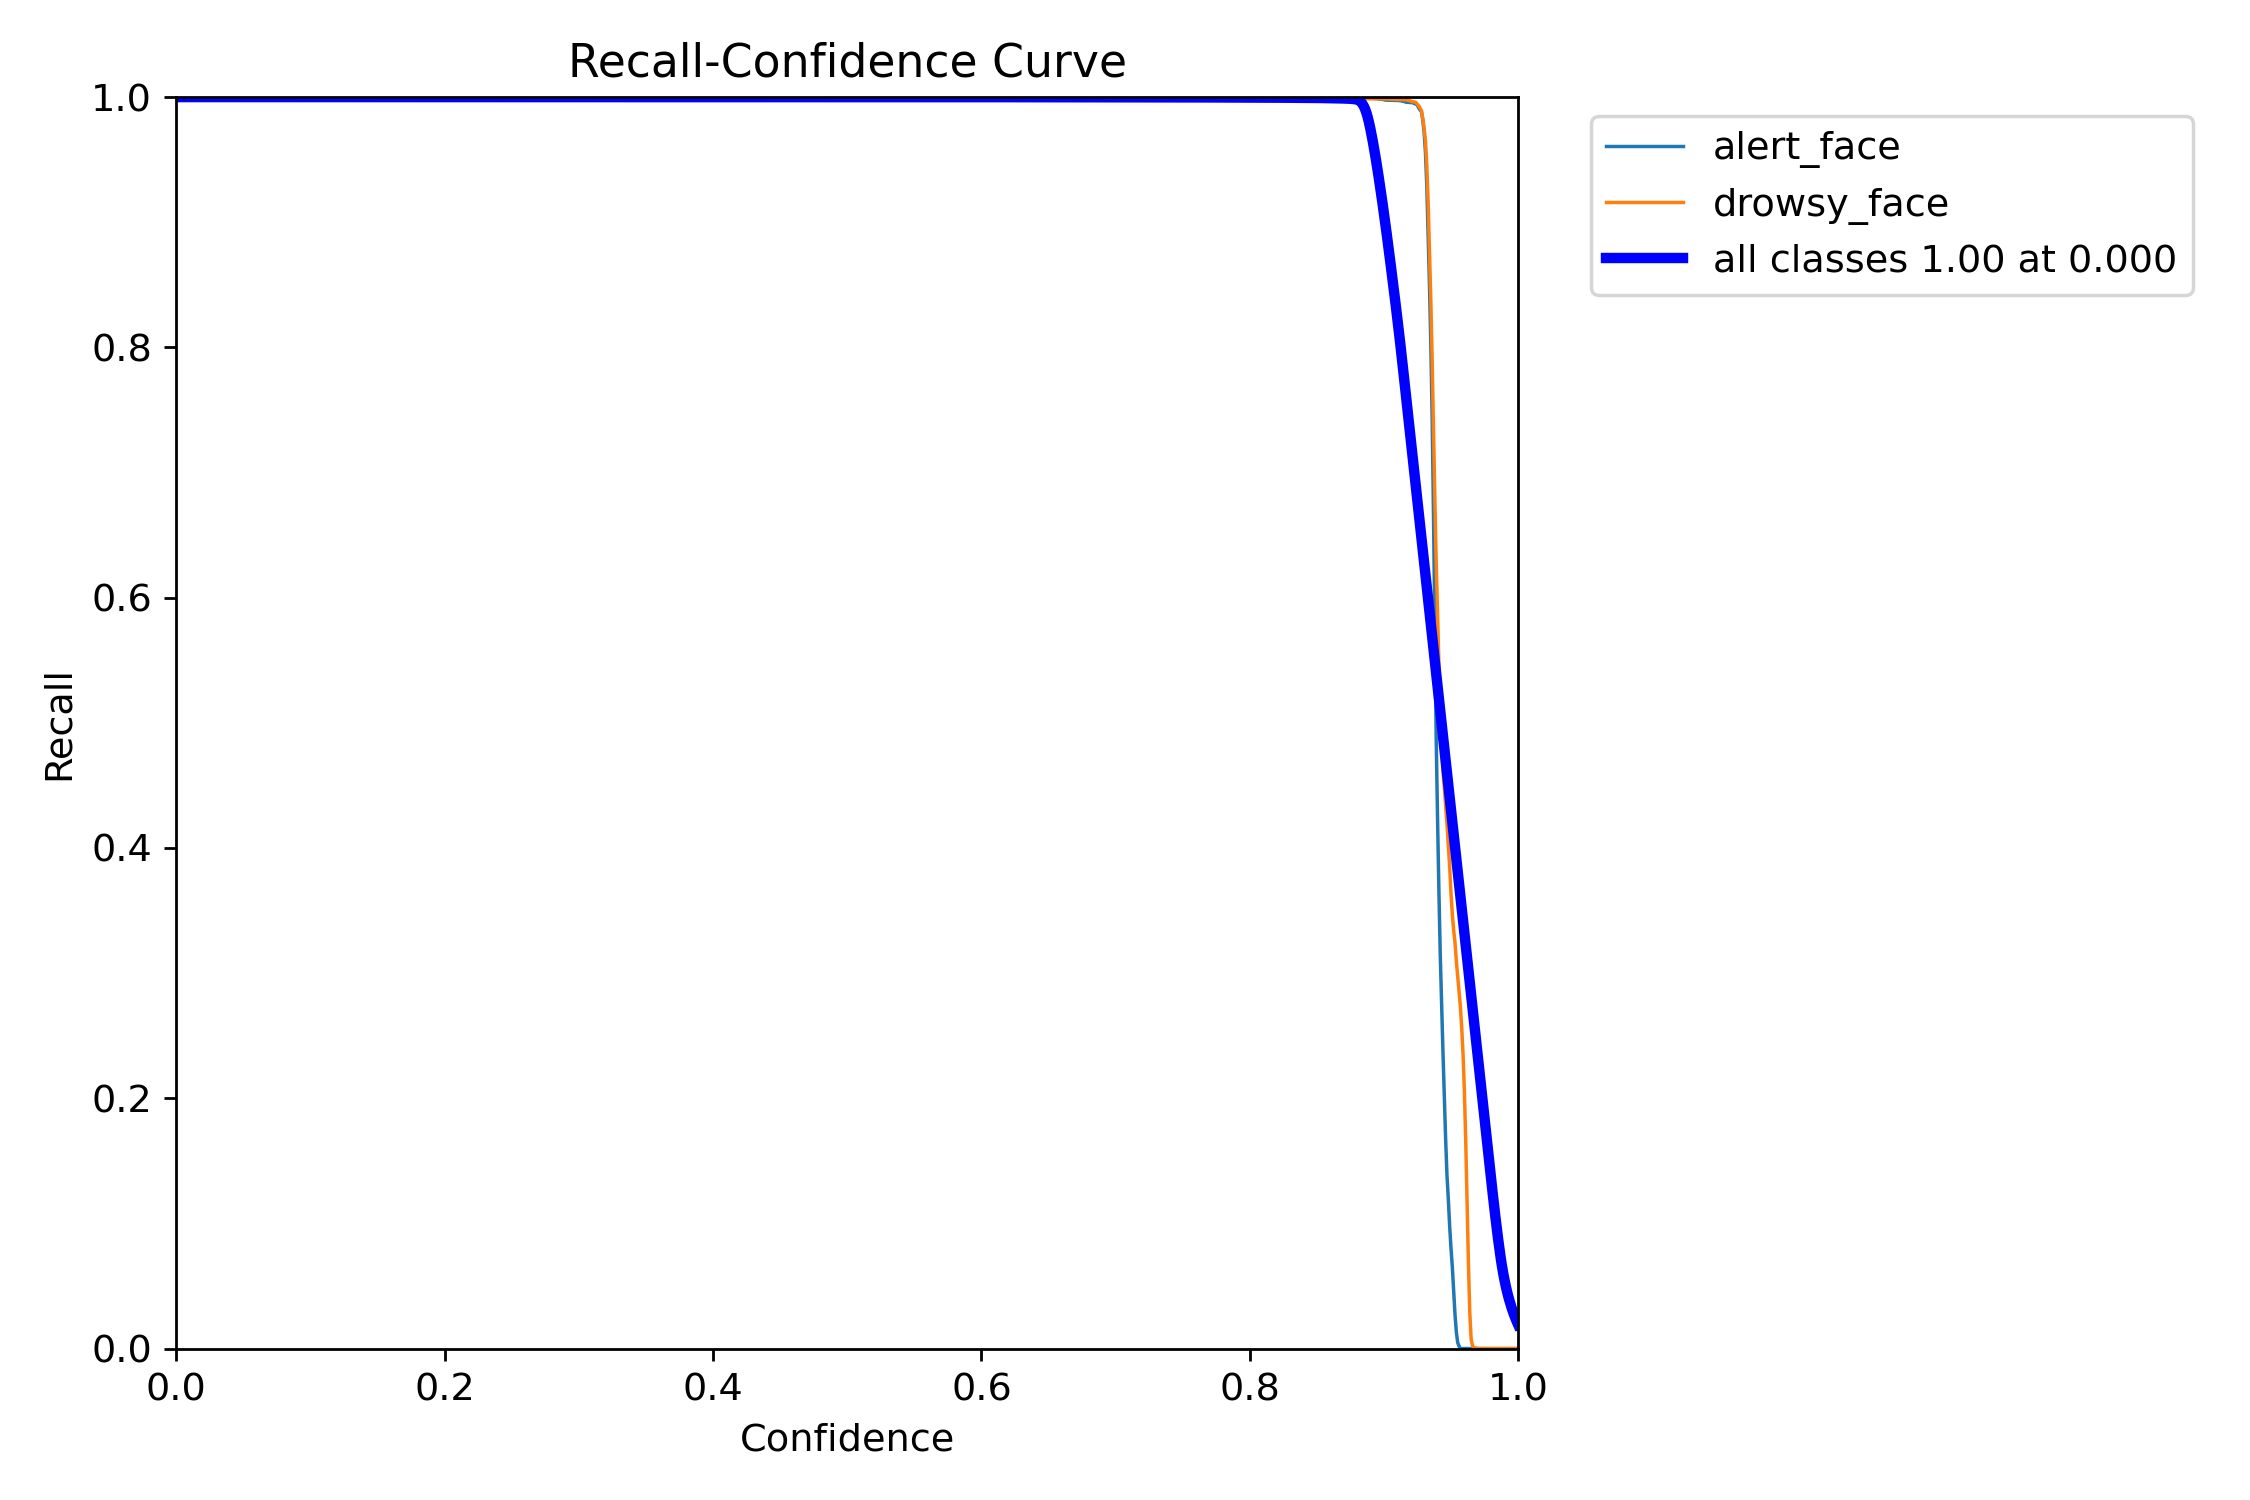 Recall-Confidence Curve
1.0
0.8
0.6
0.4
0.2
0.0
Recall
0.0 0.2 0.4 0.6 0.8 1.0
Confidence
alert_face
drowsy_face
all classes 1.00 at 0.000